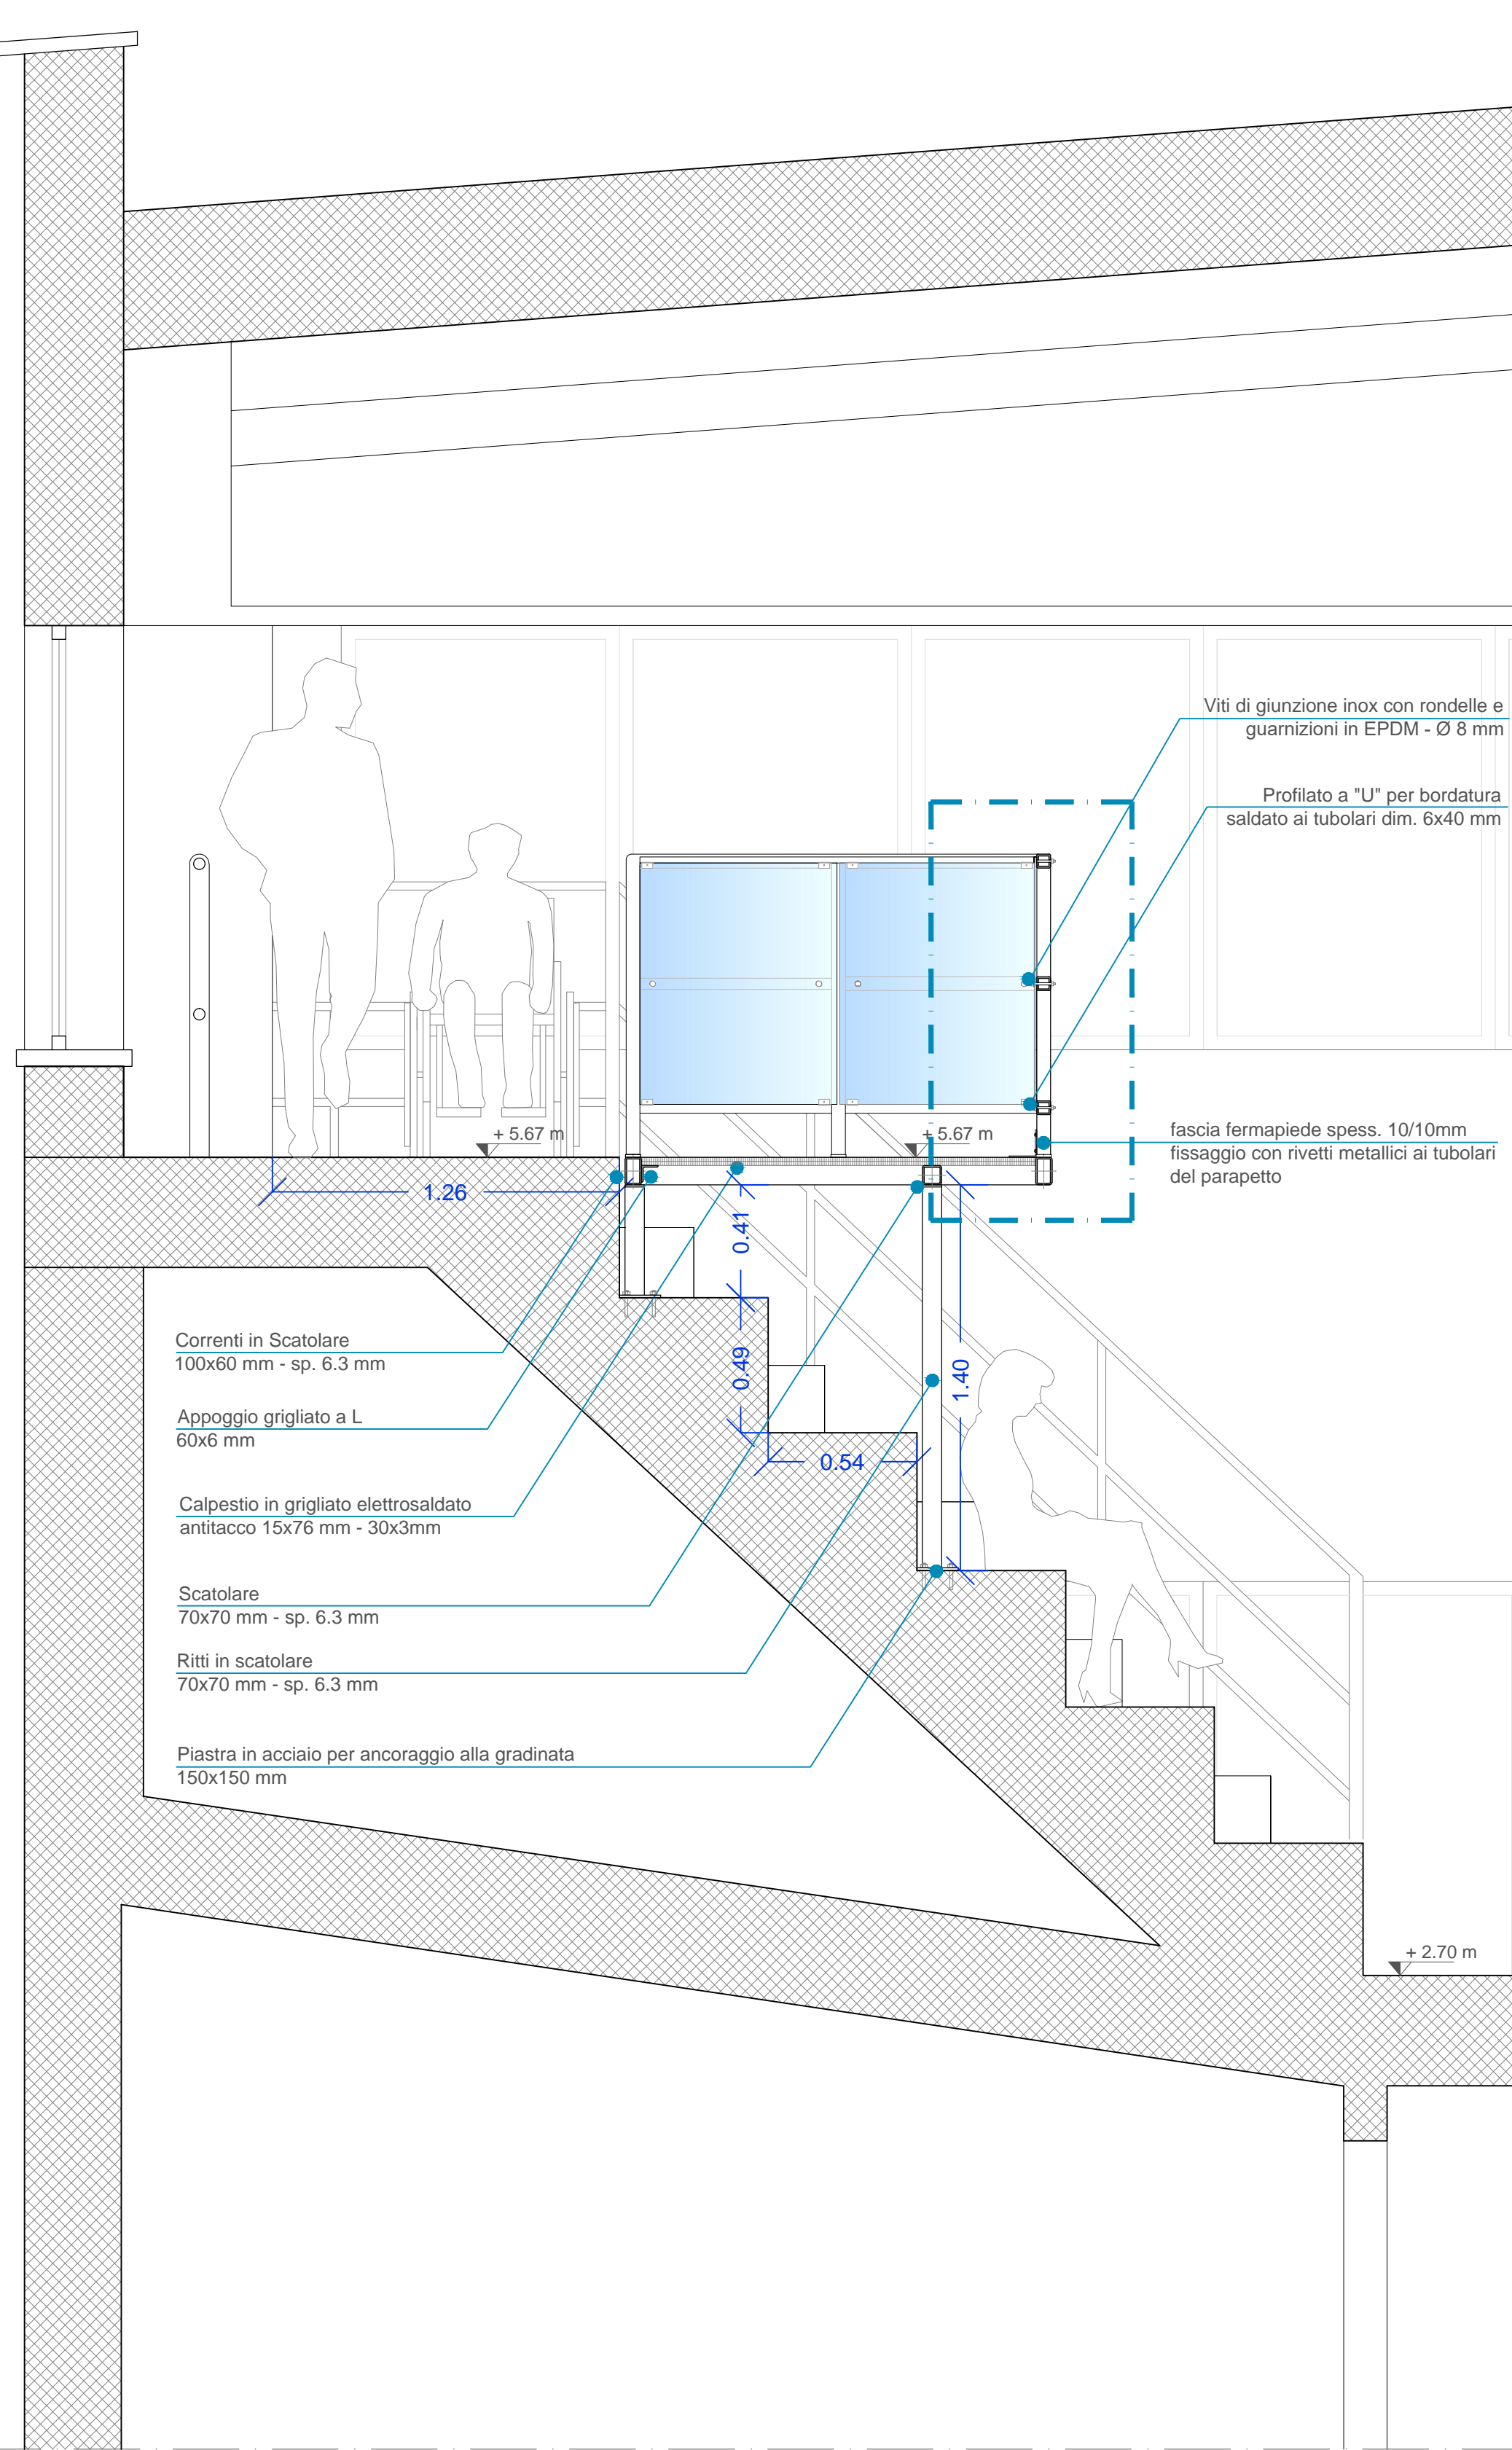 Viti di giunzione inox con rondelle e
guarnizioni in EPDM - Ø 8 mm
Profilato a "U" per bordatura
saldato ai tubolari dim. 6x40 mm
+ 5.67 m
+ 5.67 m
fascia fermapiede spess. 10/10mm
fissaggio con rivetti metallici ai tubolari
del parapetto
1.26
0.41
0.49
1.40
0.54
Correnti in Scatolare
100x60 mm - sp. 6.3 mm
Appoggio grigliato a L
60x6 mm
Calpestio in grigliato elettrosaldato
antitacco 15x76 mm - 30x3mm
Scatolare
70x70 mm - sp. 6.3 mm
Ritti in scatolare
70x70 mm - sp. 6.3 mm
Piastra in acciaio per ancoraggio alla gradinata
150x150 mm
+ 2.70 m